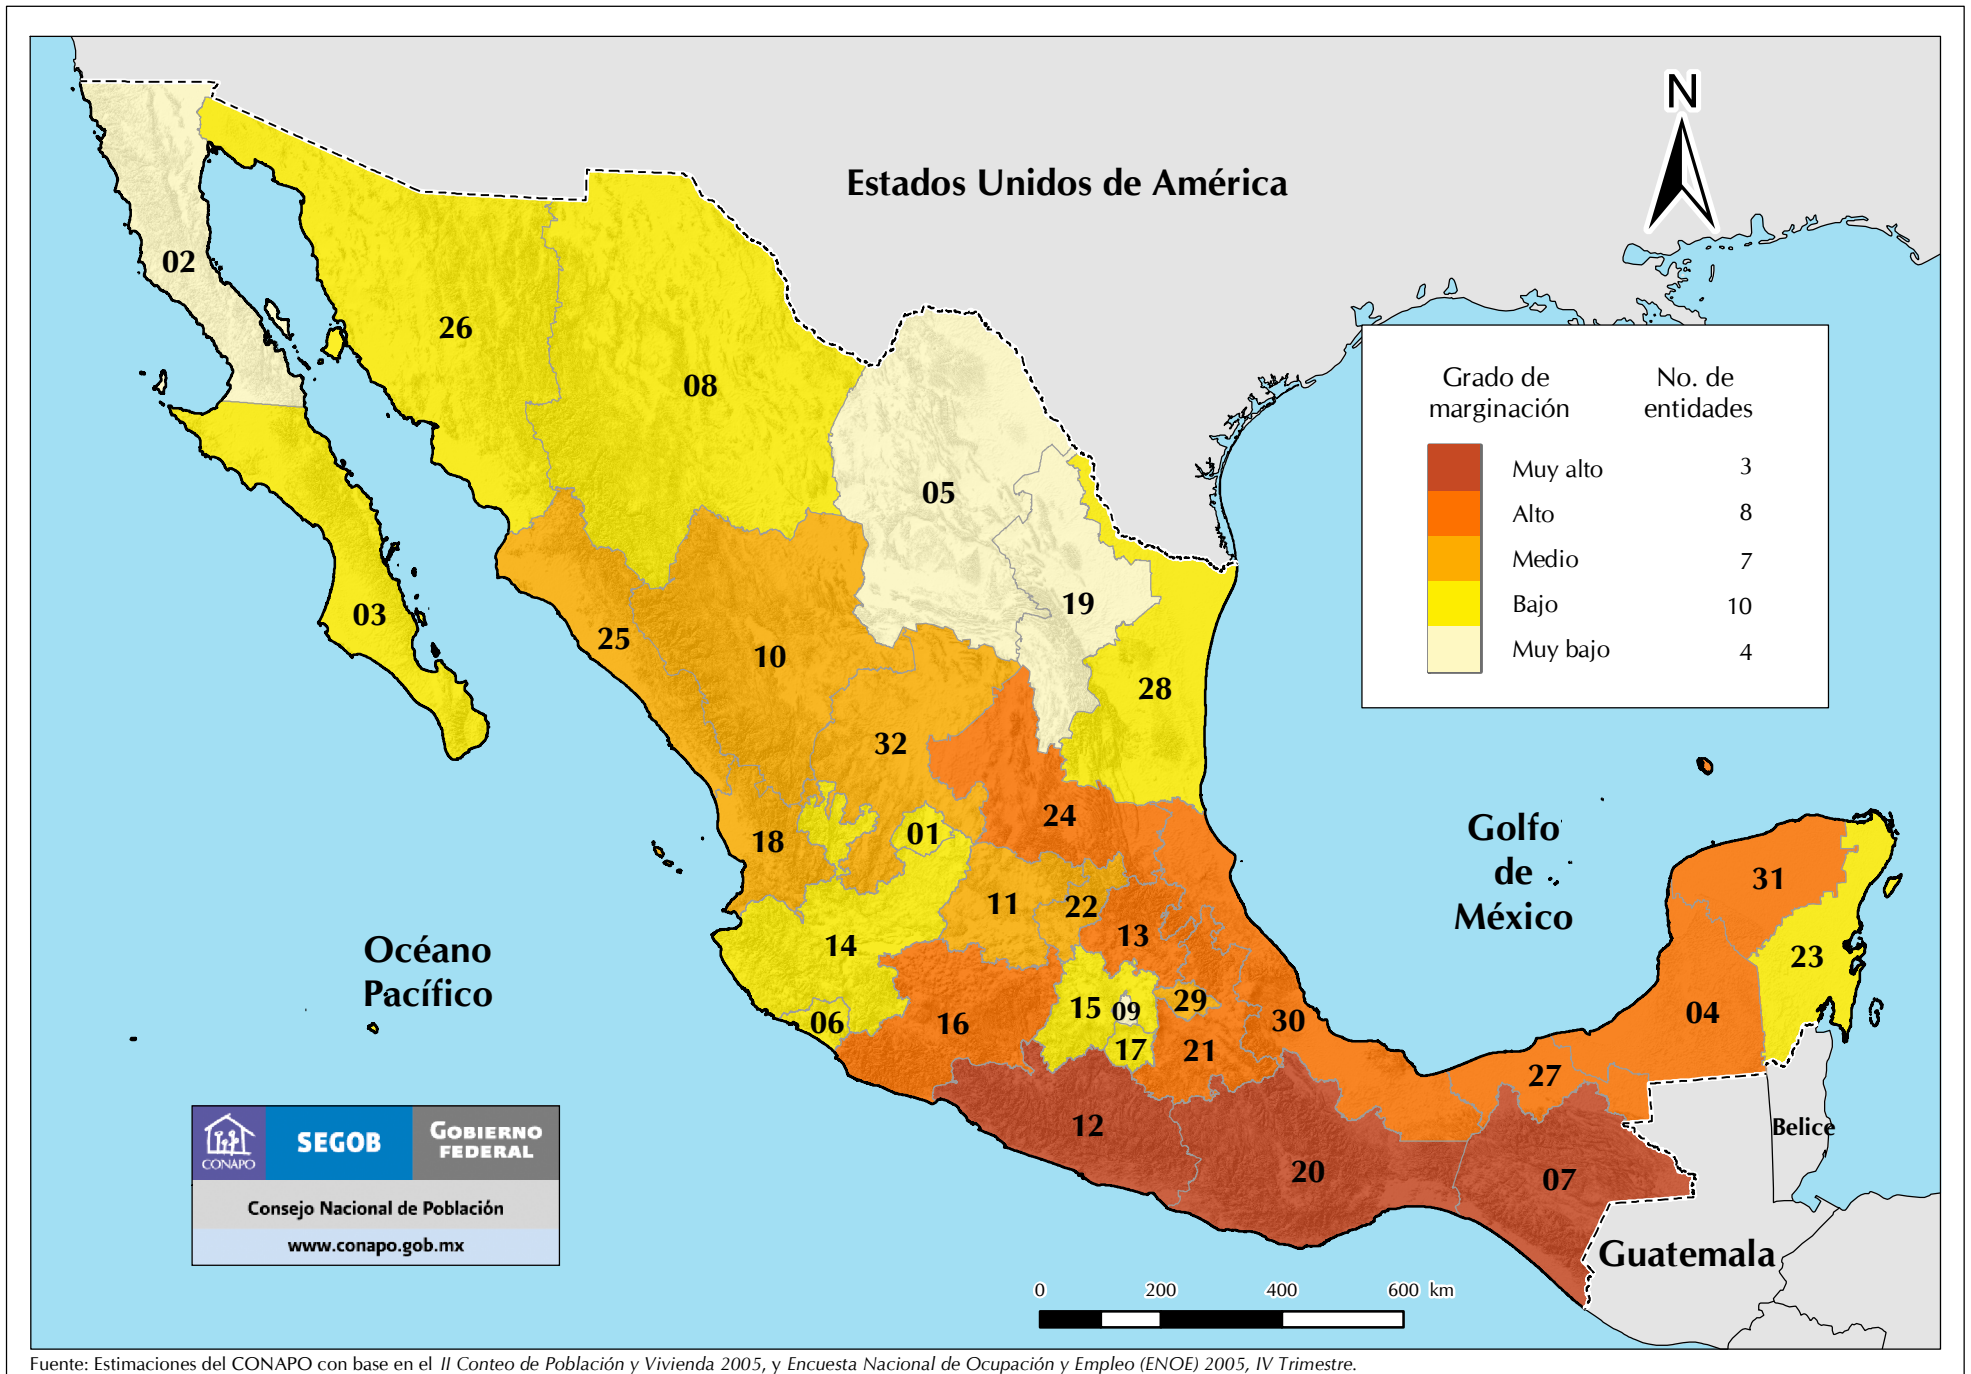 N
Estados Unidos de América
02
26
08
05
03
25
10
19
28
32
24
01
18
11
22
13
14
16
06
15
09
17
29
21
30
12
20
07
27
04
31
23
Grado de
marginación
No. de
entidades
Muy alto 3
Alto 8
Medio 7
Bajo 10
Muy bajo 4
Golfo
de
México
Océano
Pacífico
Belice
Guatemala
CONAPO
SEGOB
GOBIERNO
FEDERAL
Consejo Nacional de Población
www.conapo.gob.mx
0 200 400 600 km
Fuente: Estimaciones del CONAPO con base en el II Conteo de Población y Vivienda 2005, y Encuesta Nacional de Ocupación y Empleo (ENOE) 2005, IV Trimestre.